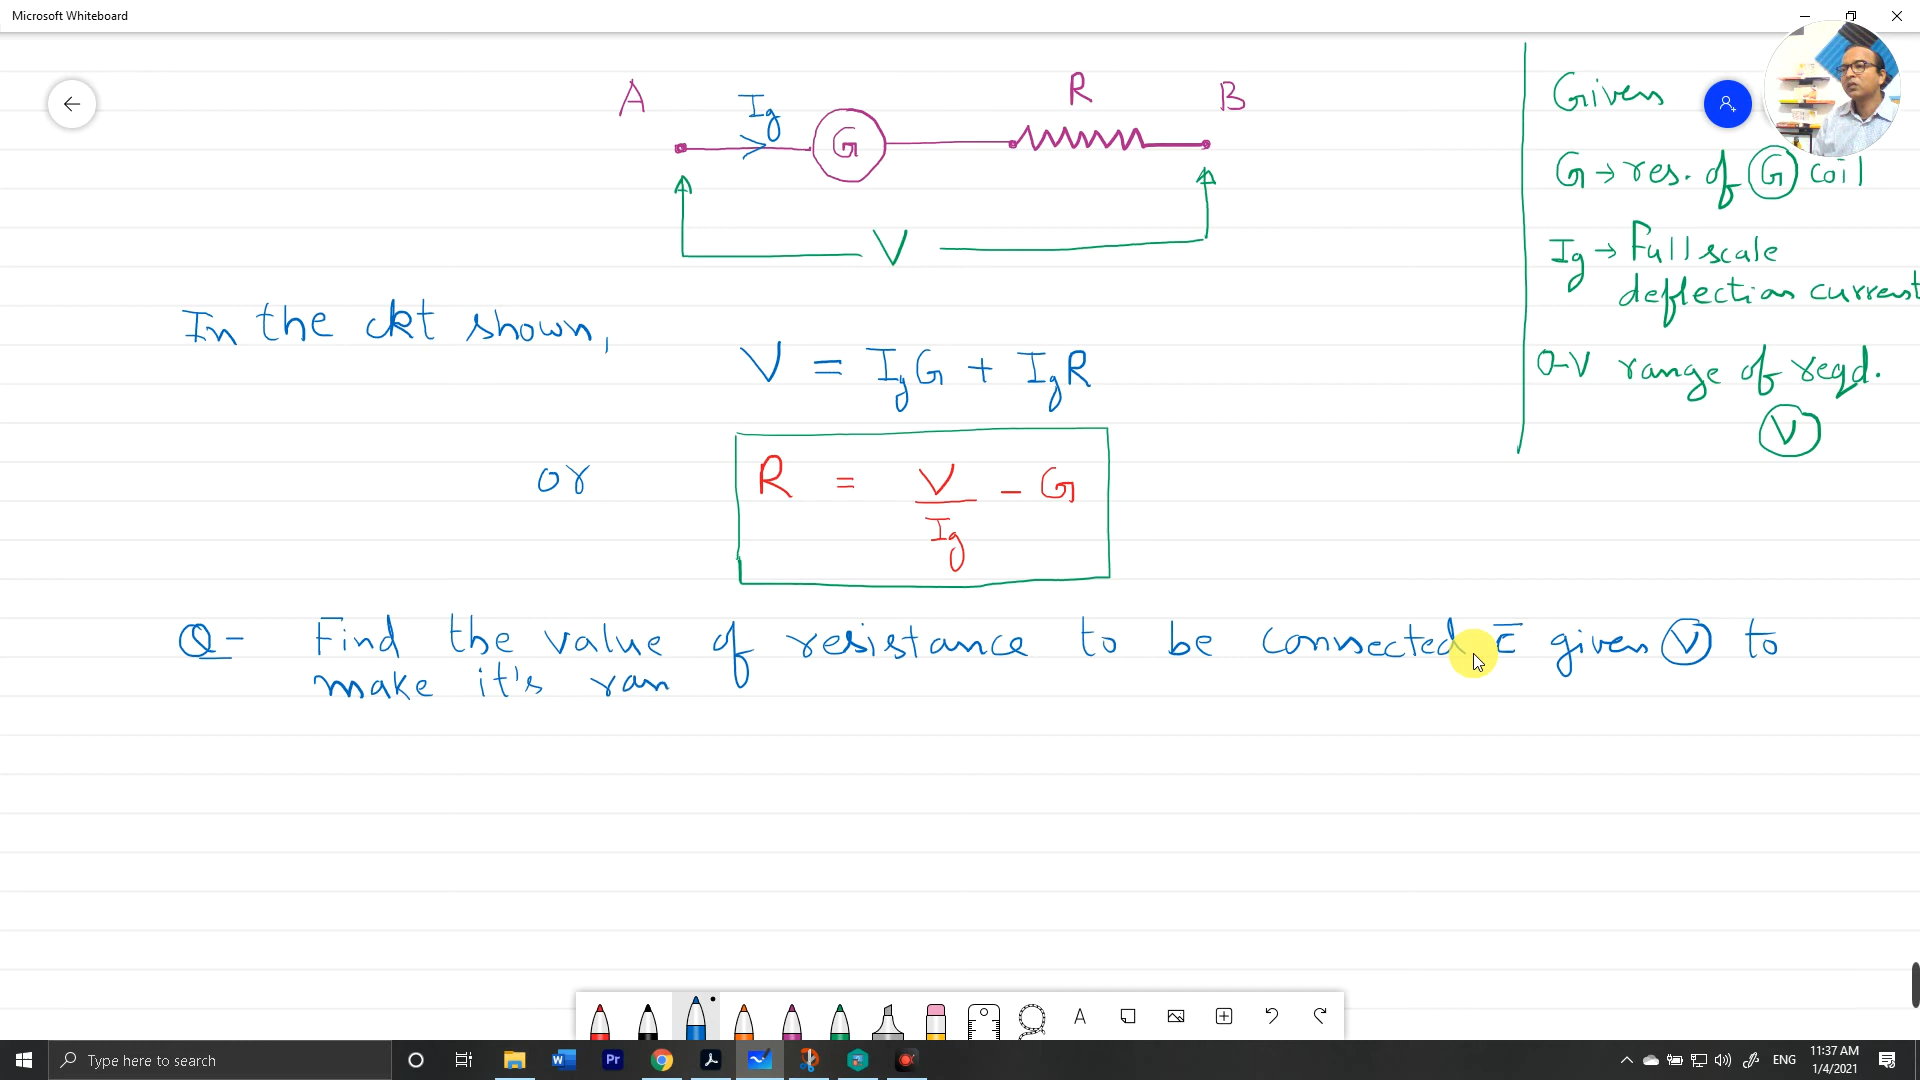 Microsoft Whiteboard
A Ig G R B
V
Given
G → res. of G coil
Ig → Full scale
deflection current
0-V range of reqd.
V
In the ckt shown,
V = IgG + IgR
or R = V/Ig - G
Q- Find the value of resistance to be connected c̄ given V to
make it's ran
A
Type here to search
W
Pr
ENG
11:37 AM
1/4/2021